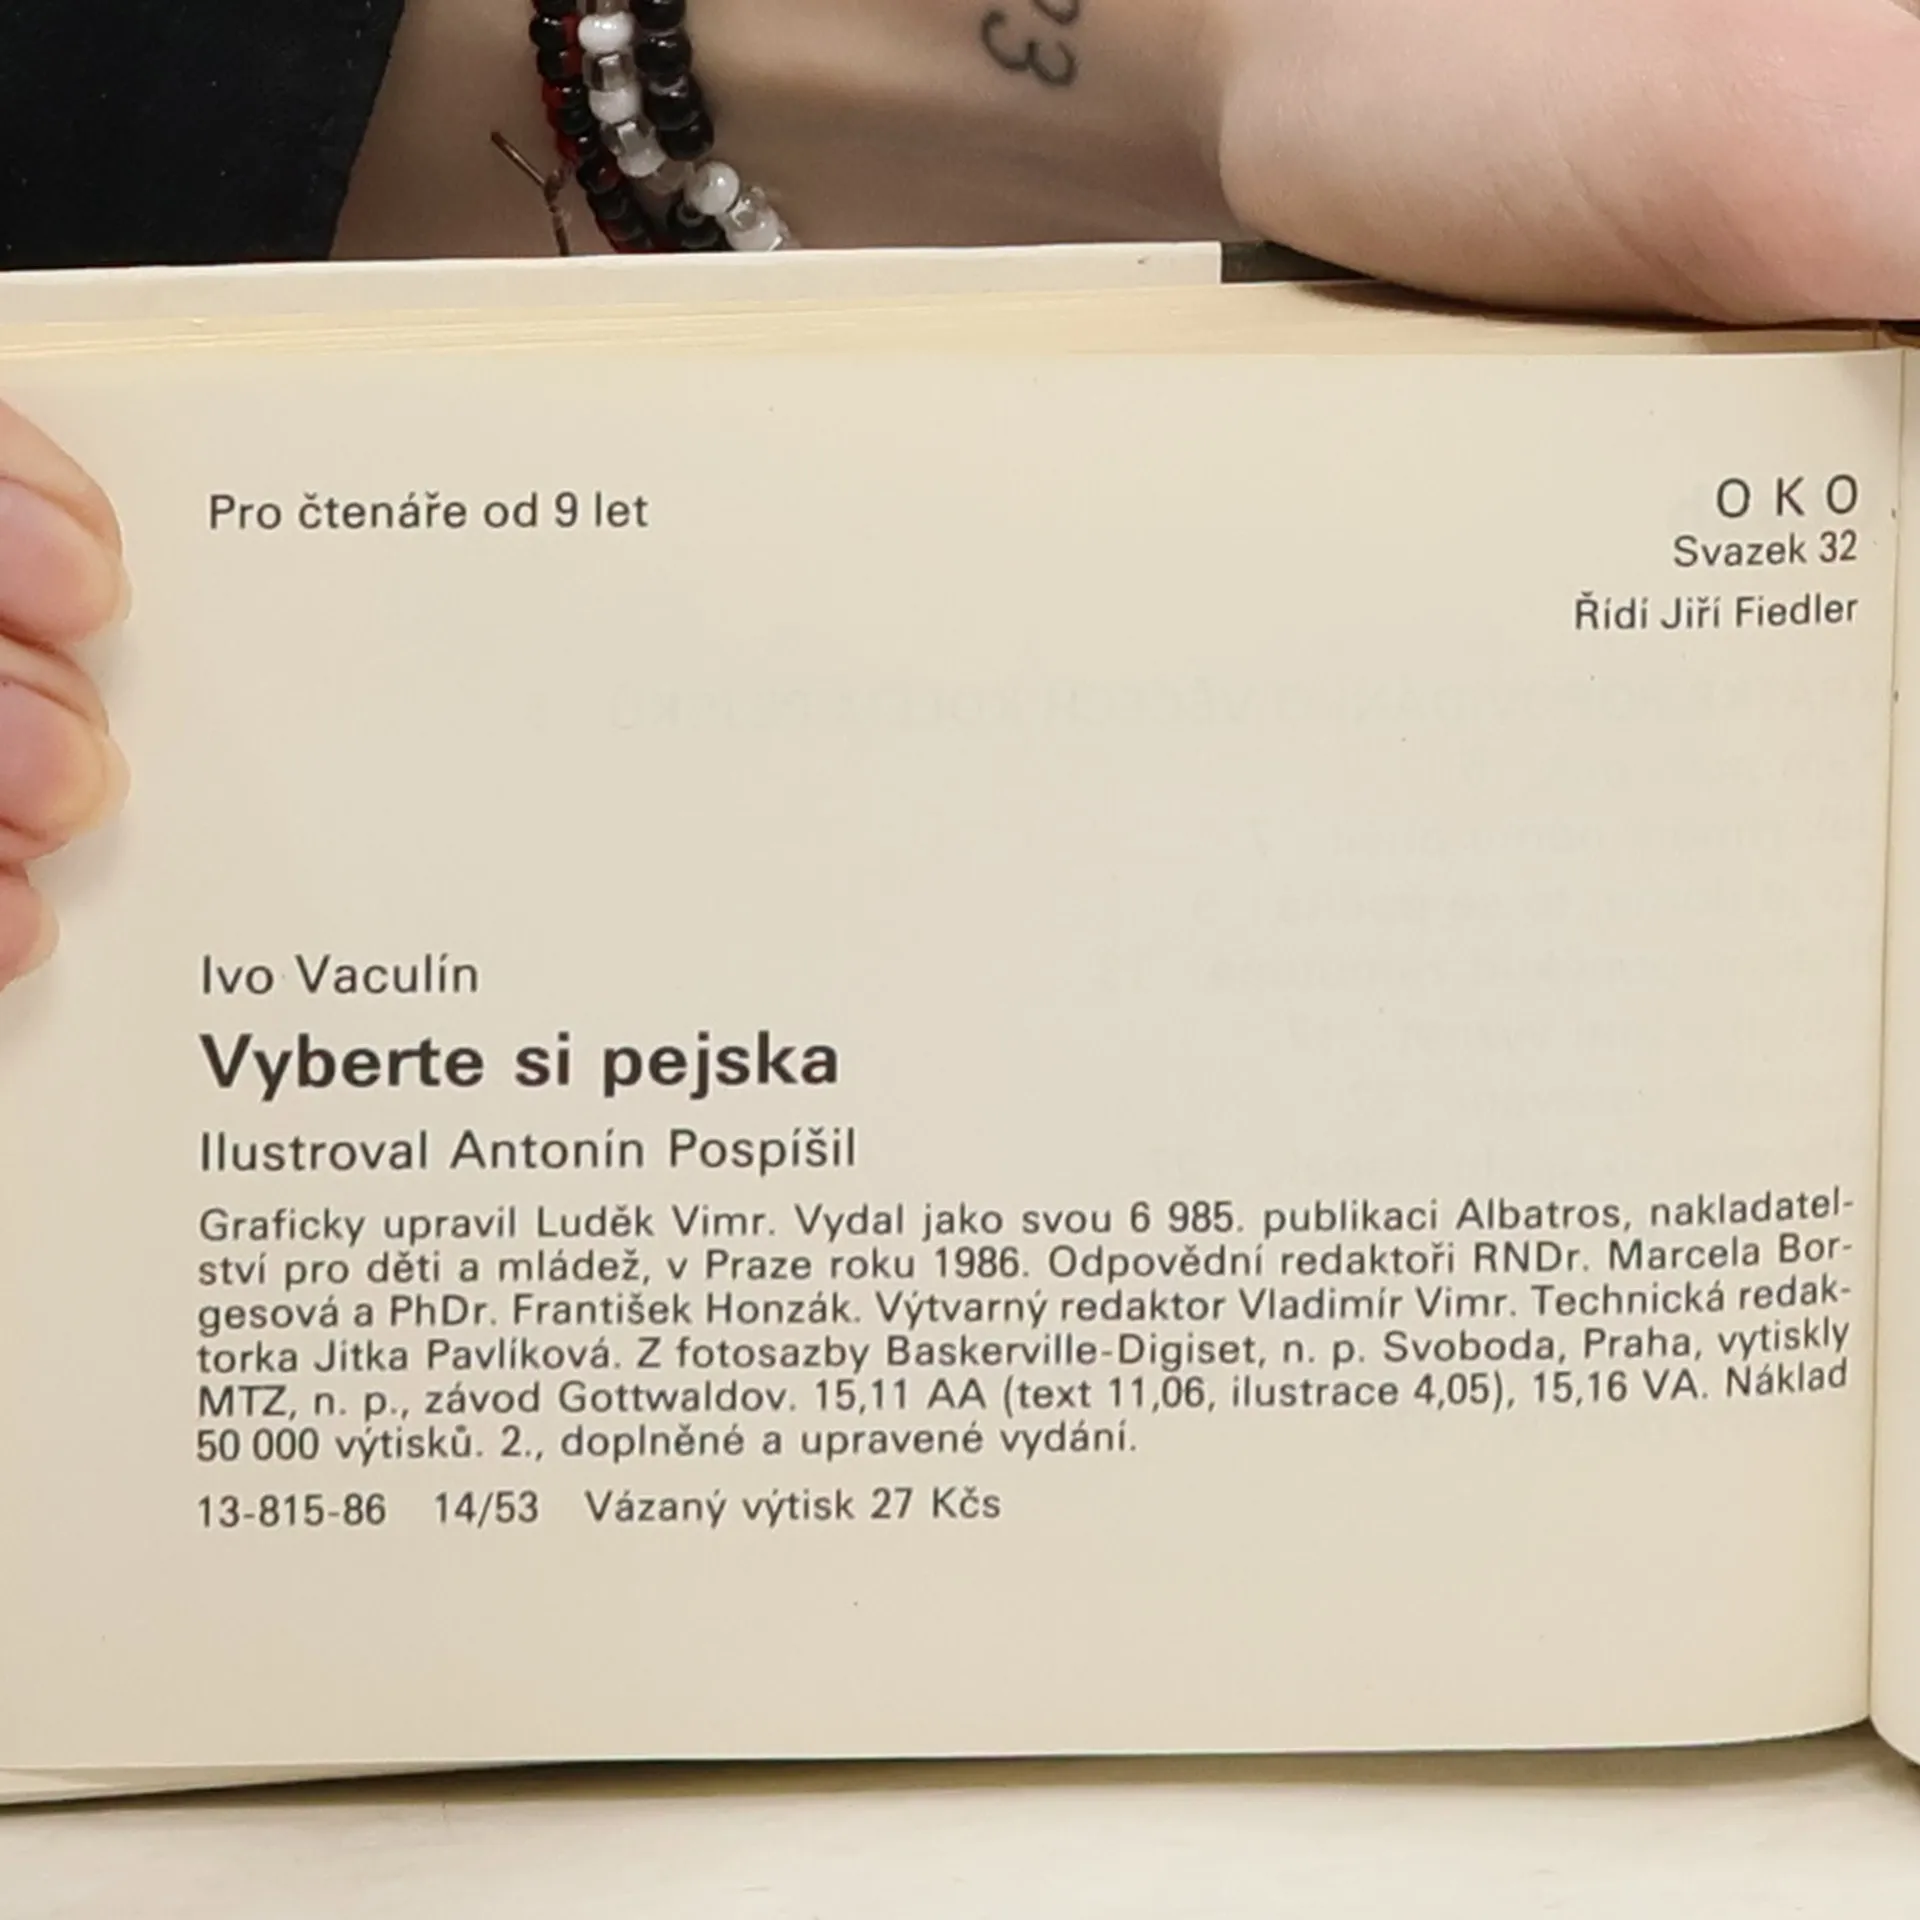 Pro čtenáře od 9 let
O K O
Svazek 32
Řídí Jiří Fiedler
Ivo Vaculín
Vyberte si pejska
Ilustroval Antonín Pospíšil
Graficky upravil Luděk Vimr. Vydal jako svou 6 985. publikaci Albatros, nakladatel-
ství pro děti a mládež, v Praze roku 1986. Odpovědní redaktoři RNDr. Marcela Bor-
gesová a PhDr. František Honzák. Výtvarný redaktor Vladimír Vimr. Technická redak-
torka Jitka Pavlíková. Z fotosazby Baskerville-Digiset, n. p. Svoboda, Praha, vytiskly
MTZ, n. p., závod Gottwaldov. 15,11 AA (text 11,06, ilustrace 4,05), 15,16 VA. Náklad
50 000 výtisků. 2., doplněné a upravené vydání.
13-815-86 14/53 Vázaný výtisk 27 Kčs